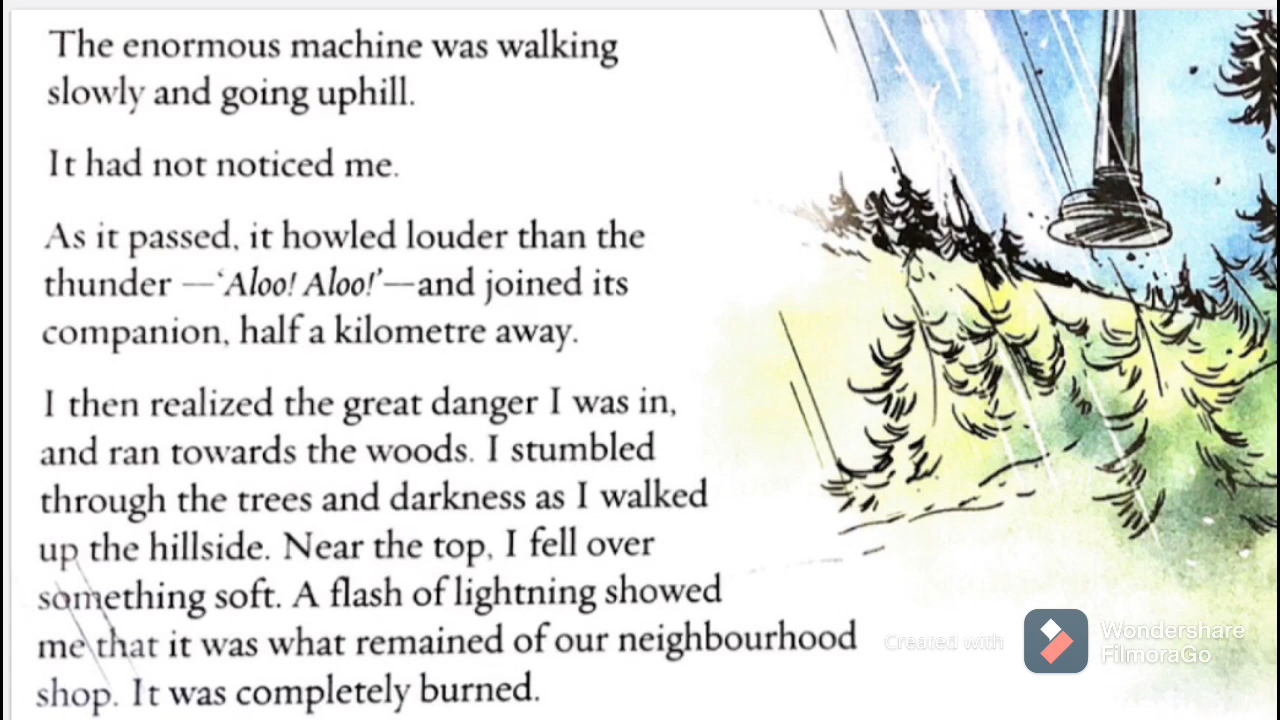 The enormous machine was walking
slowly and going uphill.
It had not noticed me.
As it passed, it howled louder than the
thunder —‘Aloo! Aloo!’—and joined its
companion, half a kilometre away.
I then realized the great danger I was in,
and ran towards the woods. I stumbled
through the trees and darkness as I walked
up the hillside. Near the top, I fell over
something soft. A flash of lightning showed
me that it was what remained of our neighbourhood
shop. It was completely burned.
Created with
Wondershare
FilmoraGo